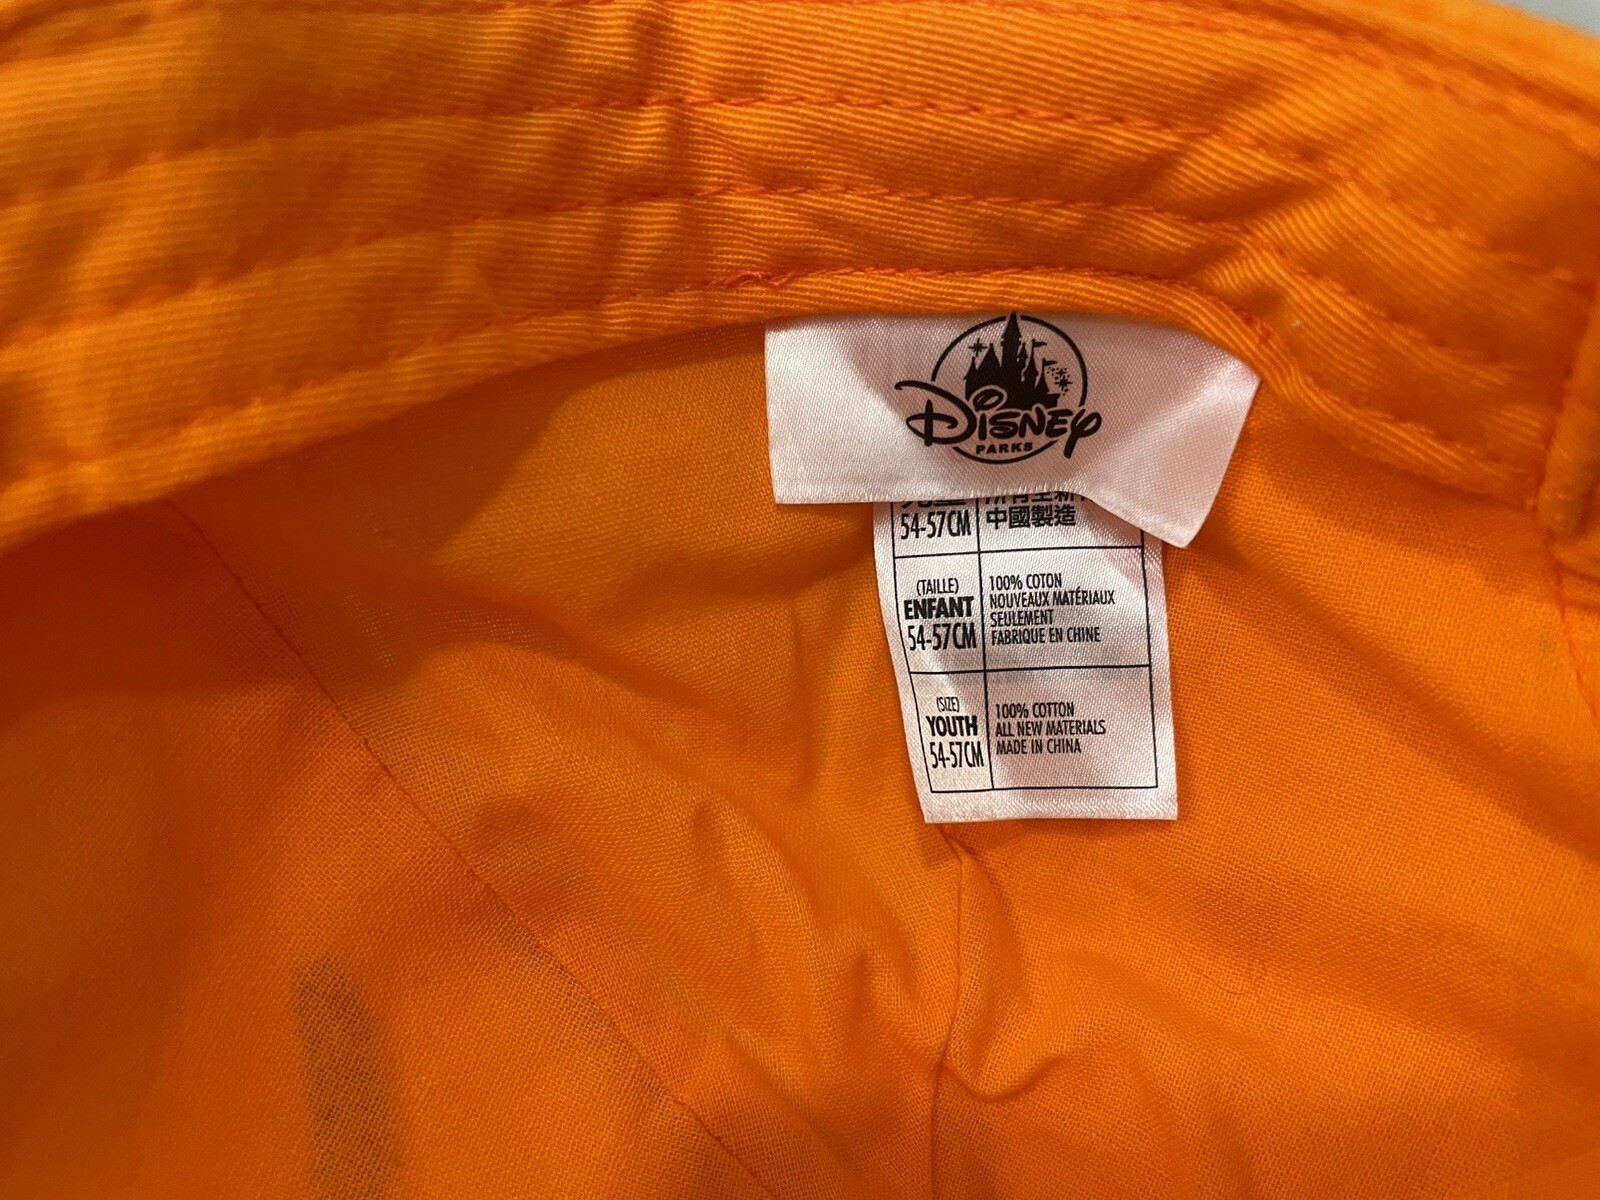 DISNEY
PARKS
54-57CM
中國製造
(TAILLE)
ENFANT
54-57CM
100% COTON
NOUVEAUX MATÉRIAUX
SEULEMENT
FABRIQUE EN CHINE
(SIZE)
YOUTH
54-57CM
100% COTTON
ALL NEW MATERIALS
MADE IN CHINA